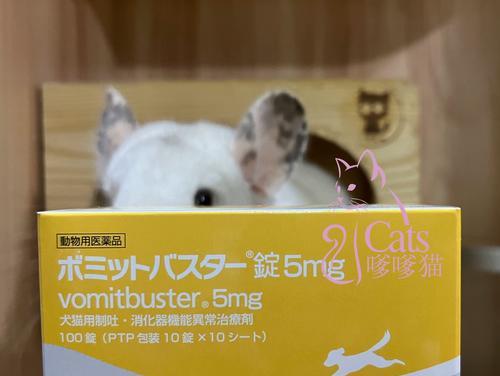 動物用医薬品
ボミットバスター®錠5mg
vomitbuster®5mg
犬猫用制吐・消化器機能異常治療剤
100錠（PTP包装10錠×10シート）
Cats
嗲嗲猫